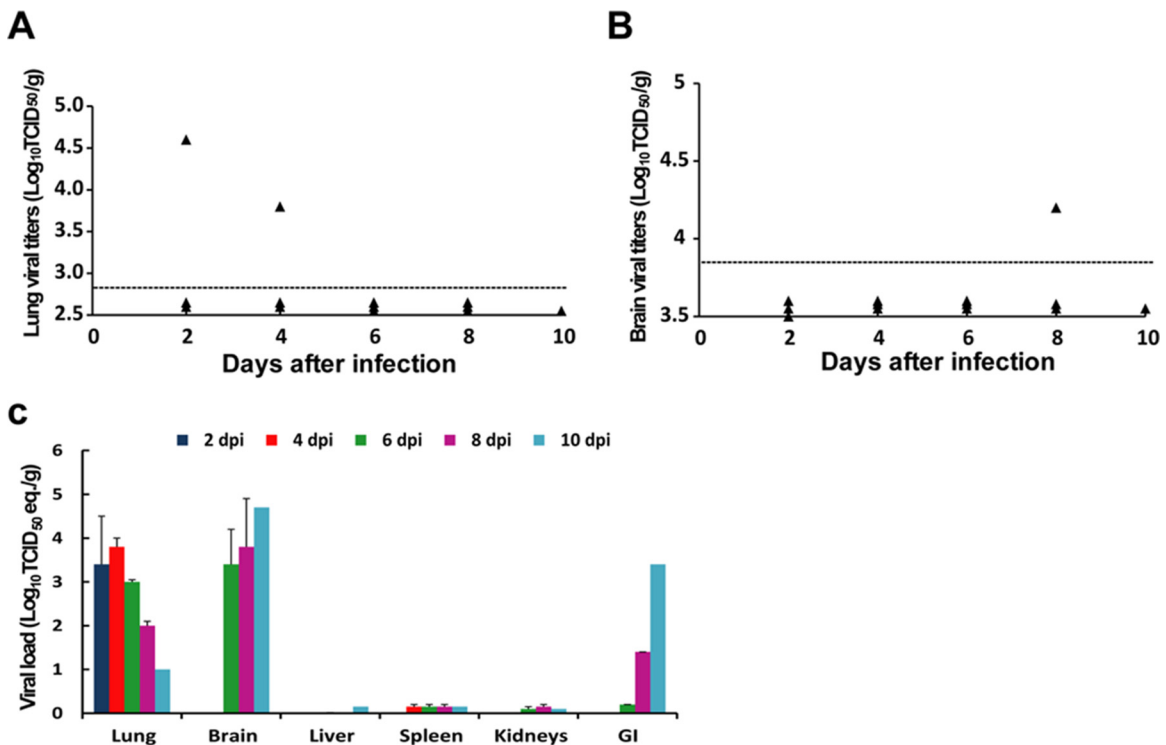 A
Lung viral titers (Log₁₀TCID₅₀/g)
5.0
4.5
4.0
3.5
3.0
2.5
0 2 4 6 8 10
Days after infection
B
Brain viral titers (Log₁₀TCID₅₀/g)
5
4.5
4
3.5
0 2 4 6 8 10
Days after infection
c
2 dpi 4 dpi 6 dpi 8 dpi 10 dpi
Viral load (Log₁₀TCID₅₀ eq./g)
6
5
4
3
2
1
0
Lung Brain Liver Spleen Kidneys GI